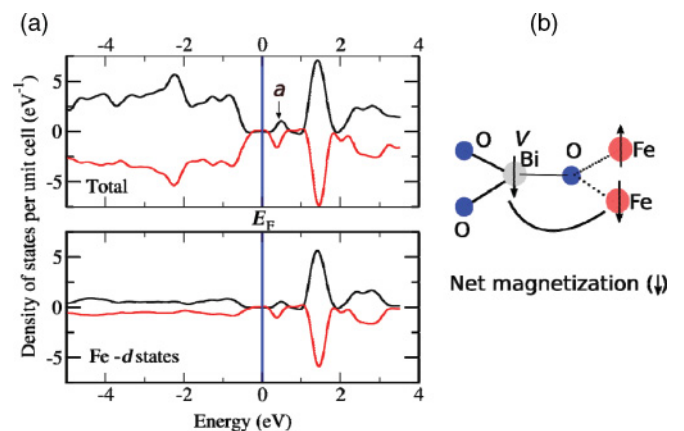 (a)
(b)
-4 -2 0 2 4
Density of states per unit cell (eV⁻¹)
5
0
-5
a
Total
E_F
5
0
-5
Fe -d states
-4 -2 0 2 4
Energy (eV)
O
V
Bi
O
Fe
Fe
O
Net magnetization (↓)